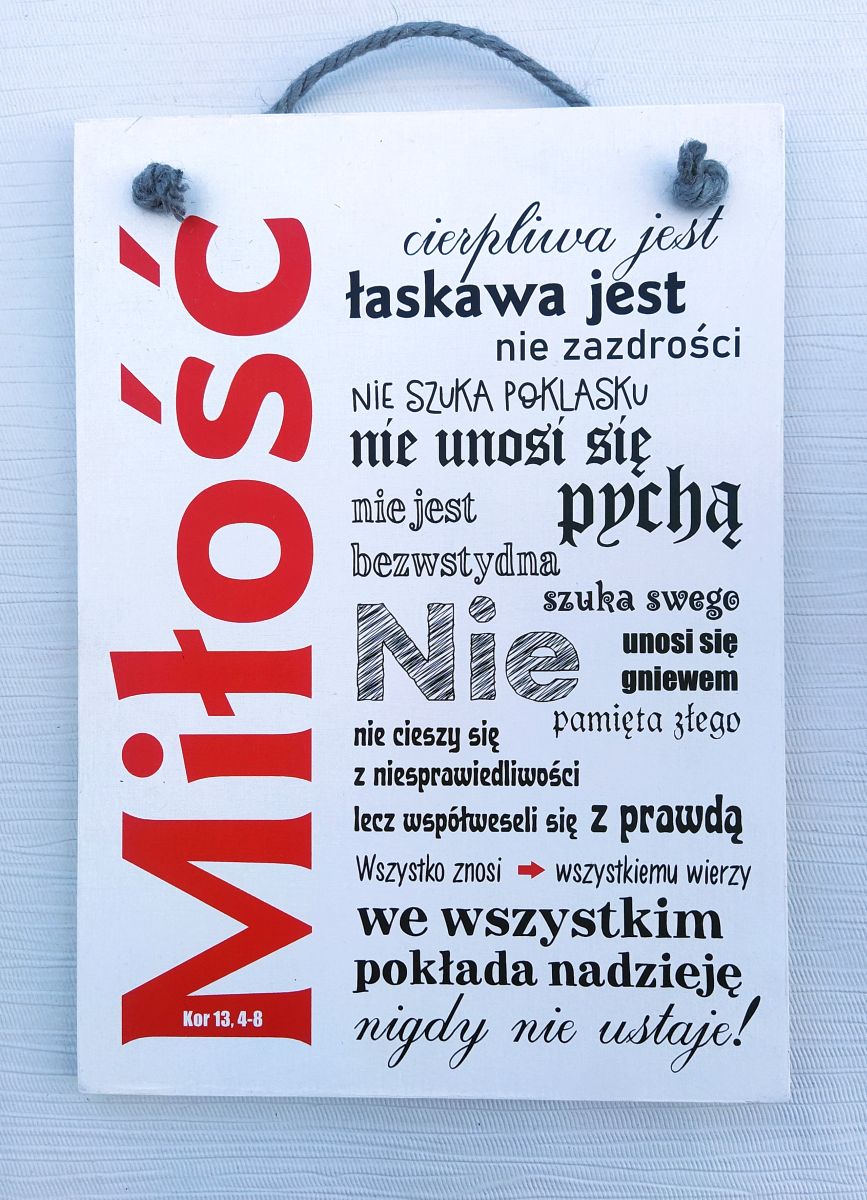 Miłość
Kor 13, 4-8
cierpliwa jest
łaskawa jest
nie zazdrości
NIE SZUKA POKLASKU
nie unosi się
pychą
nie jest
bezwstydna
Nie
szuka swego
unosi się
gniewem
pamięta złego
nie cieszy się
z niesprawiedliwości
lecz współweseli się z prawdą
Wszystko znosi → wszystkiemu wierzy
we wszystkim
pokłada nadzieję
nigdy nie ustaje!